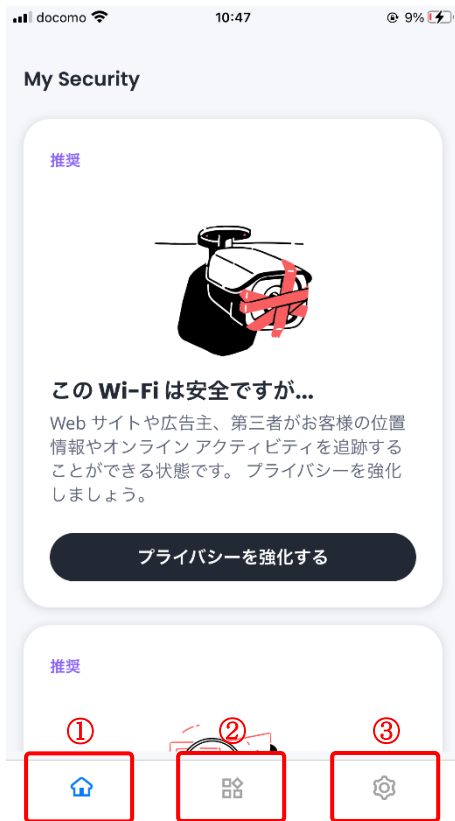 docomo 10:47 9%
My Security
推奨
この Wi-Fi は安全ですが...
Web サイトや広告主、第三者がお客様の位置
情報やオンライン アクティビティを追跡する
ことができる状態です。 プライバシーを強化
しましょう。
プライバシーを強化する
推奨
① ② ③